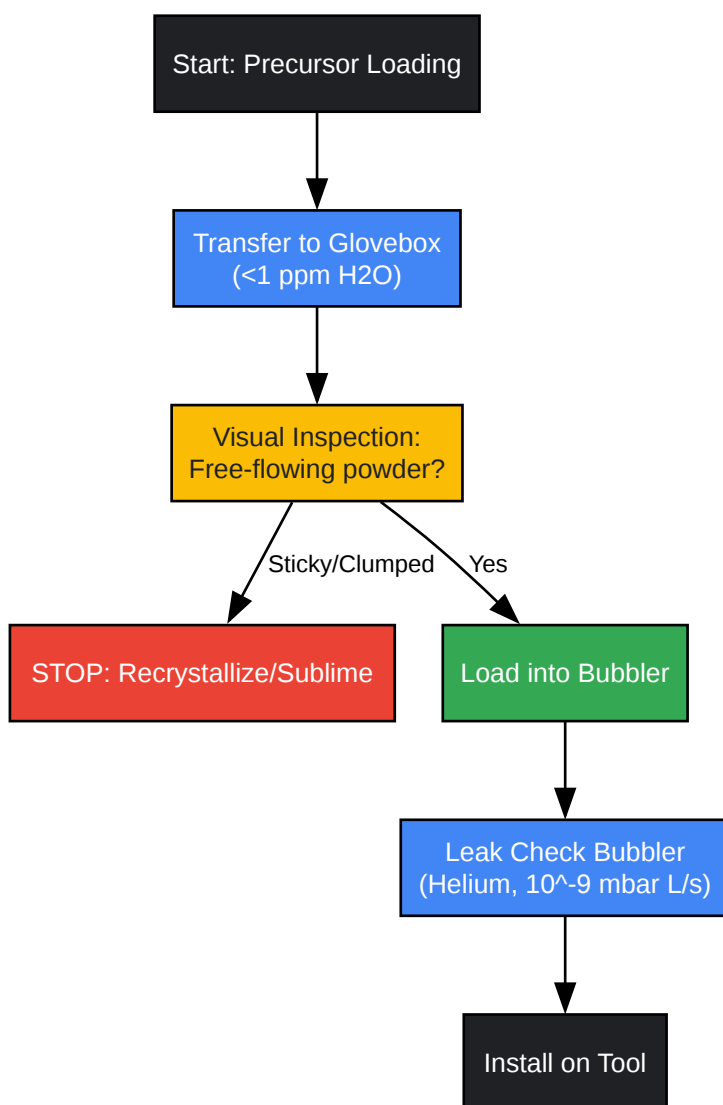 Start: Precursor Loading
Transfer to Glovebox
(<1 ppm H2O)
Visual Inspection:
Free-flowing powder?
Sticky/Clumped
Yes
STOP: Recrystallize/Sublime
Load into Bubbler
Leak Check Bubbler
(Helium, 10^-9 mbar L/s)
Install on Tool